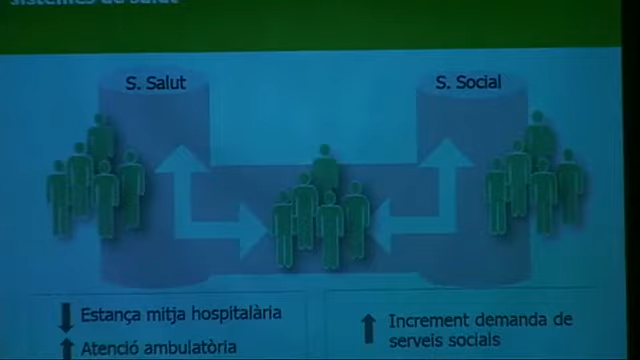 sistemes de salut
S. Salut
S. Social
Estança mitja hospitalària
Atenció ambulatòria
Increment demanda de
serveis socials